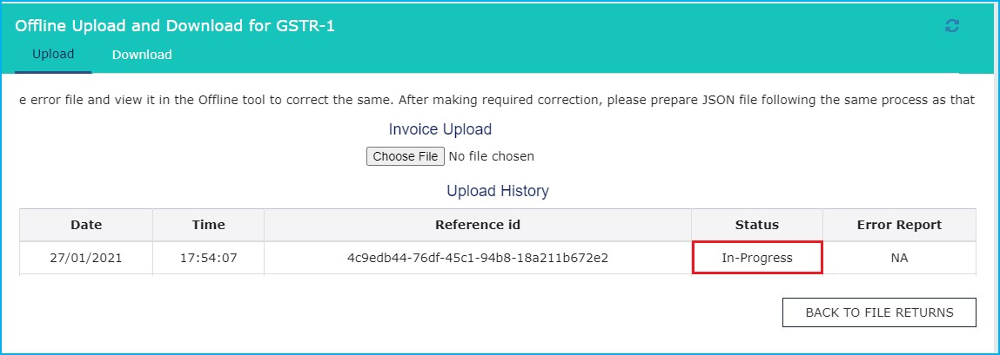 Offline Upload and Download for GSTR-1
Upload Download
e error file and view it in the Offline tool to correct the same. After making required correction, please prepare JSON file following the same process as that
Invoice Upload
Choose File No file chosen
Upload History
Date Time Reference id Status Error Report
27/01/2021 17:54:07 4c9edb44-76df-45c1-94b8-18a211b672e2 In-Progress NA
BACK TO FILE RETURNS